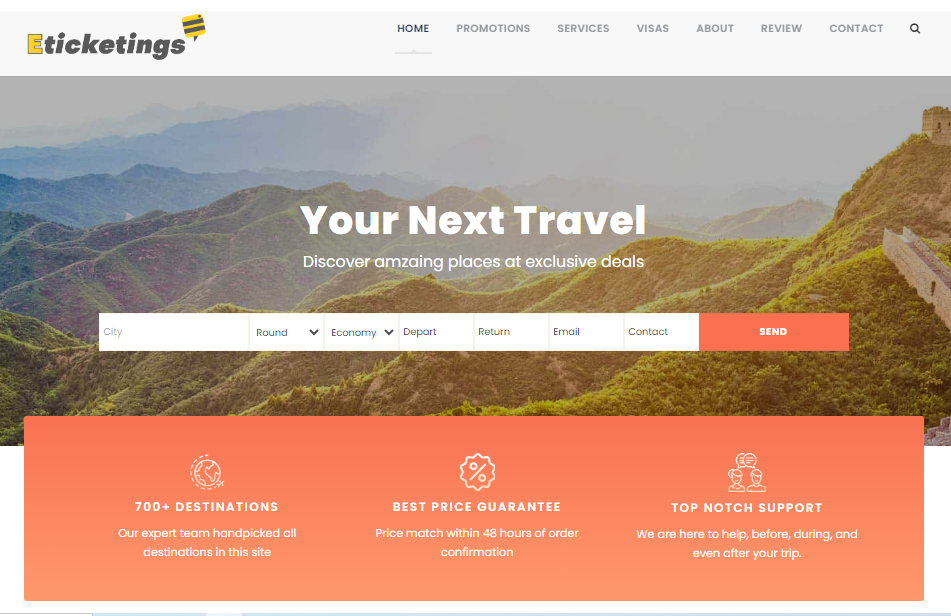 Eticketings
HOME PROMOTIONS SERVICES VISAS ABOUT REVIEW CONTACT
Your Next Travel
Discover amzaing places at exclusive deals
City Round Economy Depart Return Email Contact SEND
700+ DESTINATIONS
Our expert team handpicked all
destinations in this site
BEST PRICE GUARANTEE
Price match within 48 hours of order
confirmation
TOP NOTCH SUPPORT
We are here to help, before, during, and
even after your trip.